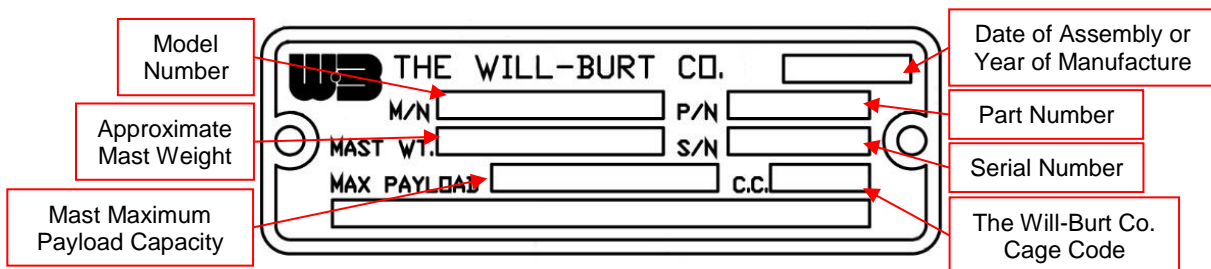 Model
Number
Date of Assembly or
Year of Manufacture
WB THE WILL-BURT CO.
M/N P/N
Approximate
Mast Weight
Part Number
MAST WT. S/N
Serial Number
MAX PAYLOAD C.C.
Mast Maximum
Payload Capacity
The Will-Burt Co.
Cage Code